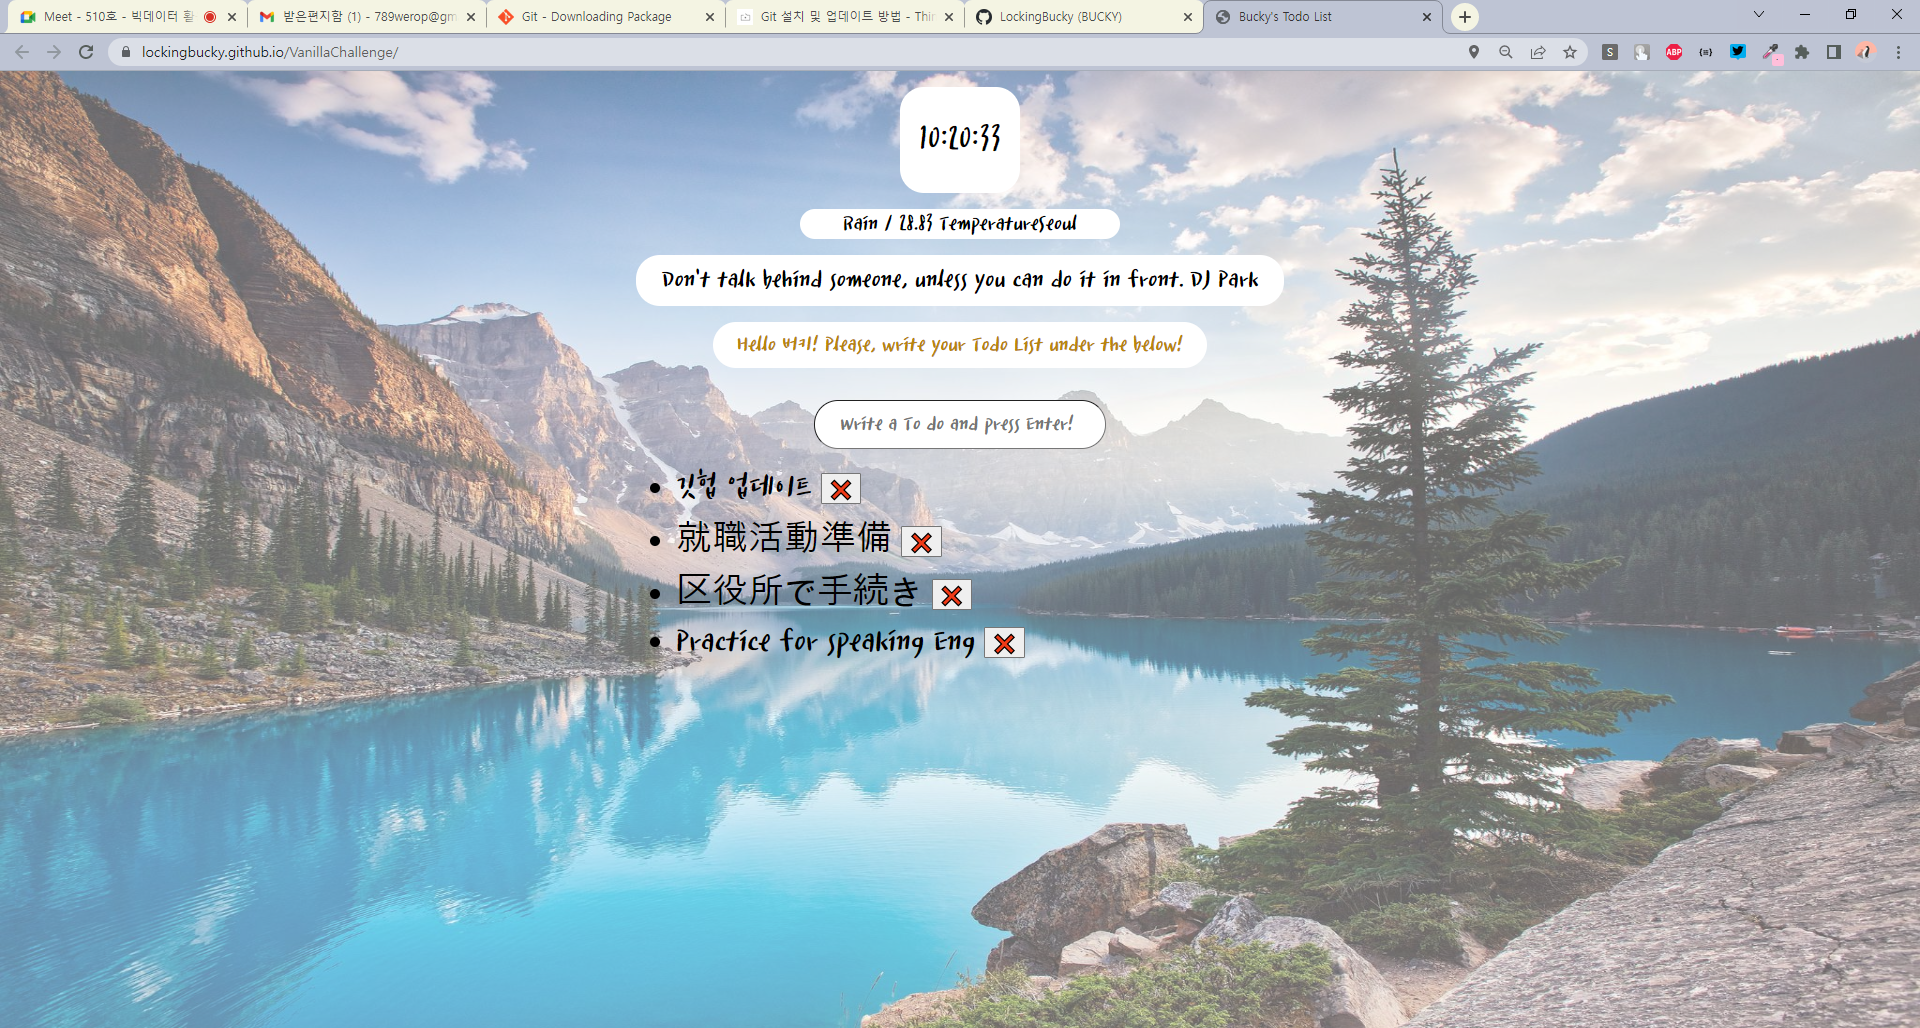 Meet - 510호 - 빅데이터 활
받은편지함 (1) - 789werop@gm
Git - Downloading Package
Git 설치 및 업데이트 방법 - Thin
LockingBucky (BUCKY)
Bucky's Todo List
lockingbucky.github.io/VanillaChallenge/
S
ABP
10:20:33
Rain / 28.83 TemperatureSeoul
Don't talk behind someone, unless you can do it in front. DJ Park
Hello 버키! Please, write your Todo List under the below!
Write a To do and Press Enter!
깃헙 업데이트
就職活動準備
区役所で手続き
Practice for speaking Eng